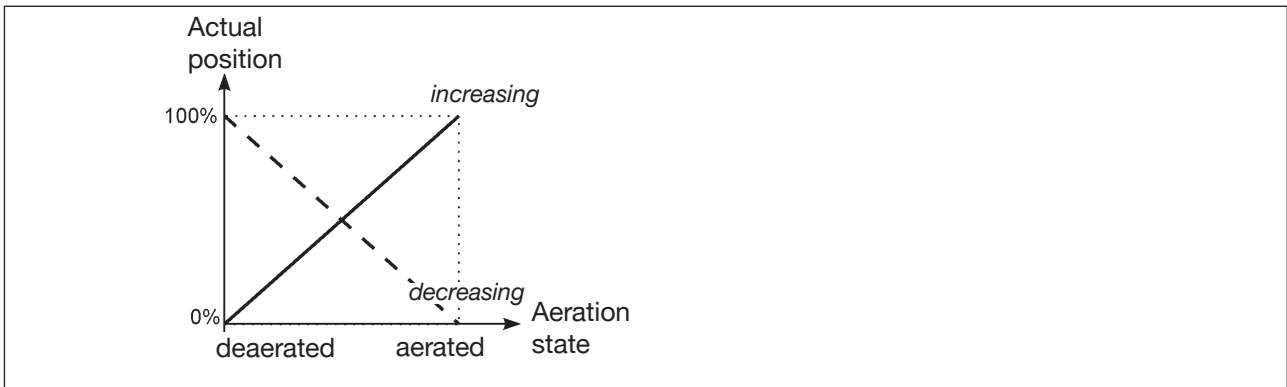 Actual
position
increasing
100%
decreasing
0%
Aeration
state
deaerated
aerated